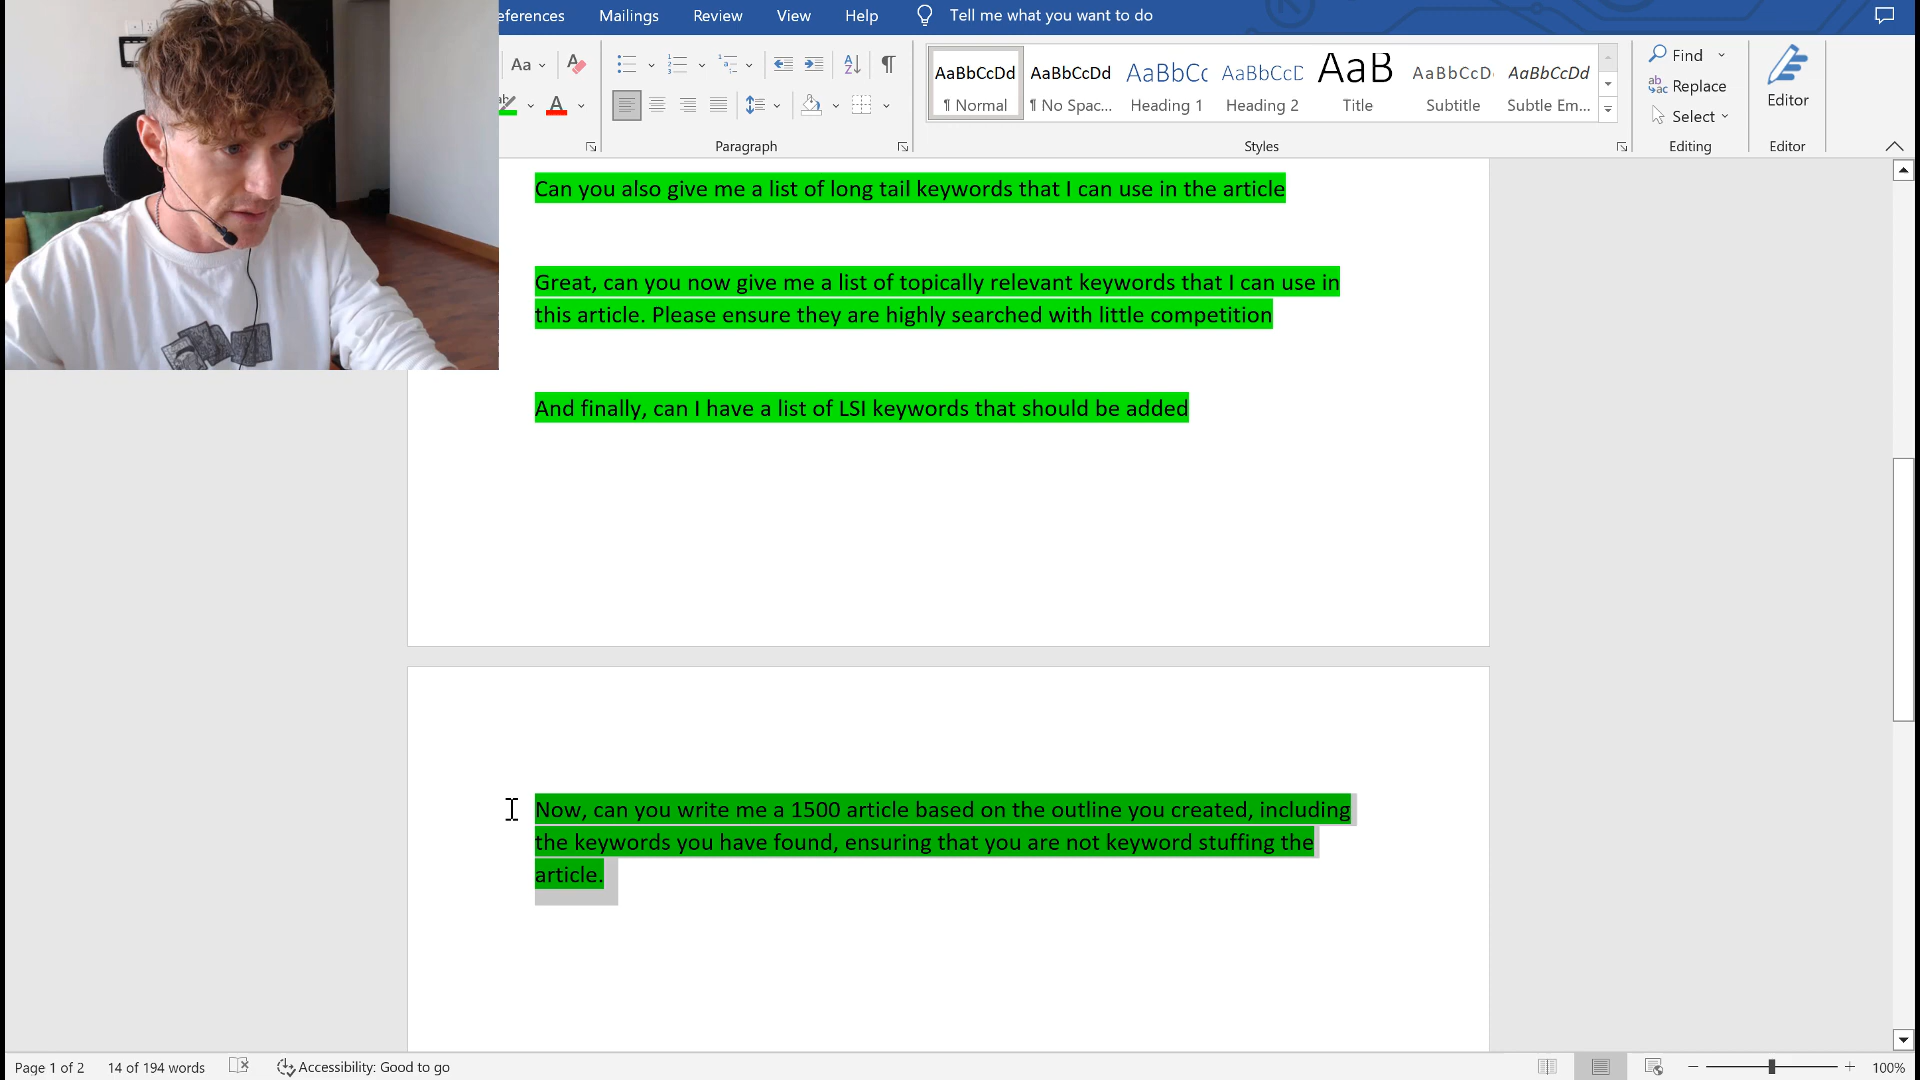 eferences Mailings Review View Help Tell me what you want to do
Aa
A
Paragraph
AaBbCcDd AaBbCcDd AaBbCc AaBbCcD AaB AaBbCcD AaBbCcDd
¶ Normal ¶ No Spac... Heading 1 Heading 2 Title Subtitle Subtle Em...
Styles
Find
Replace
Select
Editing
Editor
Editor
Can you also give me a list of long tail keywords that I can use in the article
Great, can you now give me a list of topically relevant keywords that I can use in
this article. Please ensure they are highly searched with little competition
And finally, can I have a list of LSI keywords that should be added
Now, can you write me a 1500 article based on the outline you created, including
the keywords you have found, ensuring that you are not keyword stuffing the
article.
Page 1 of 2 14 of 194 words Accessibility: Good to go 100%